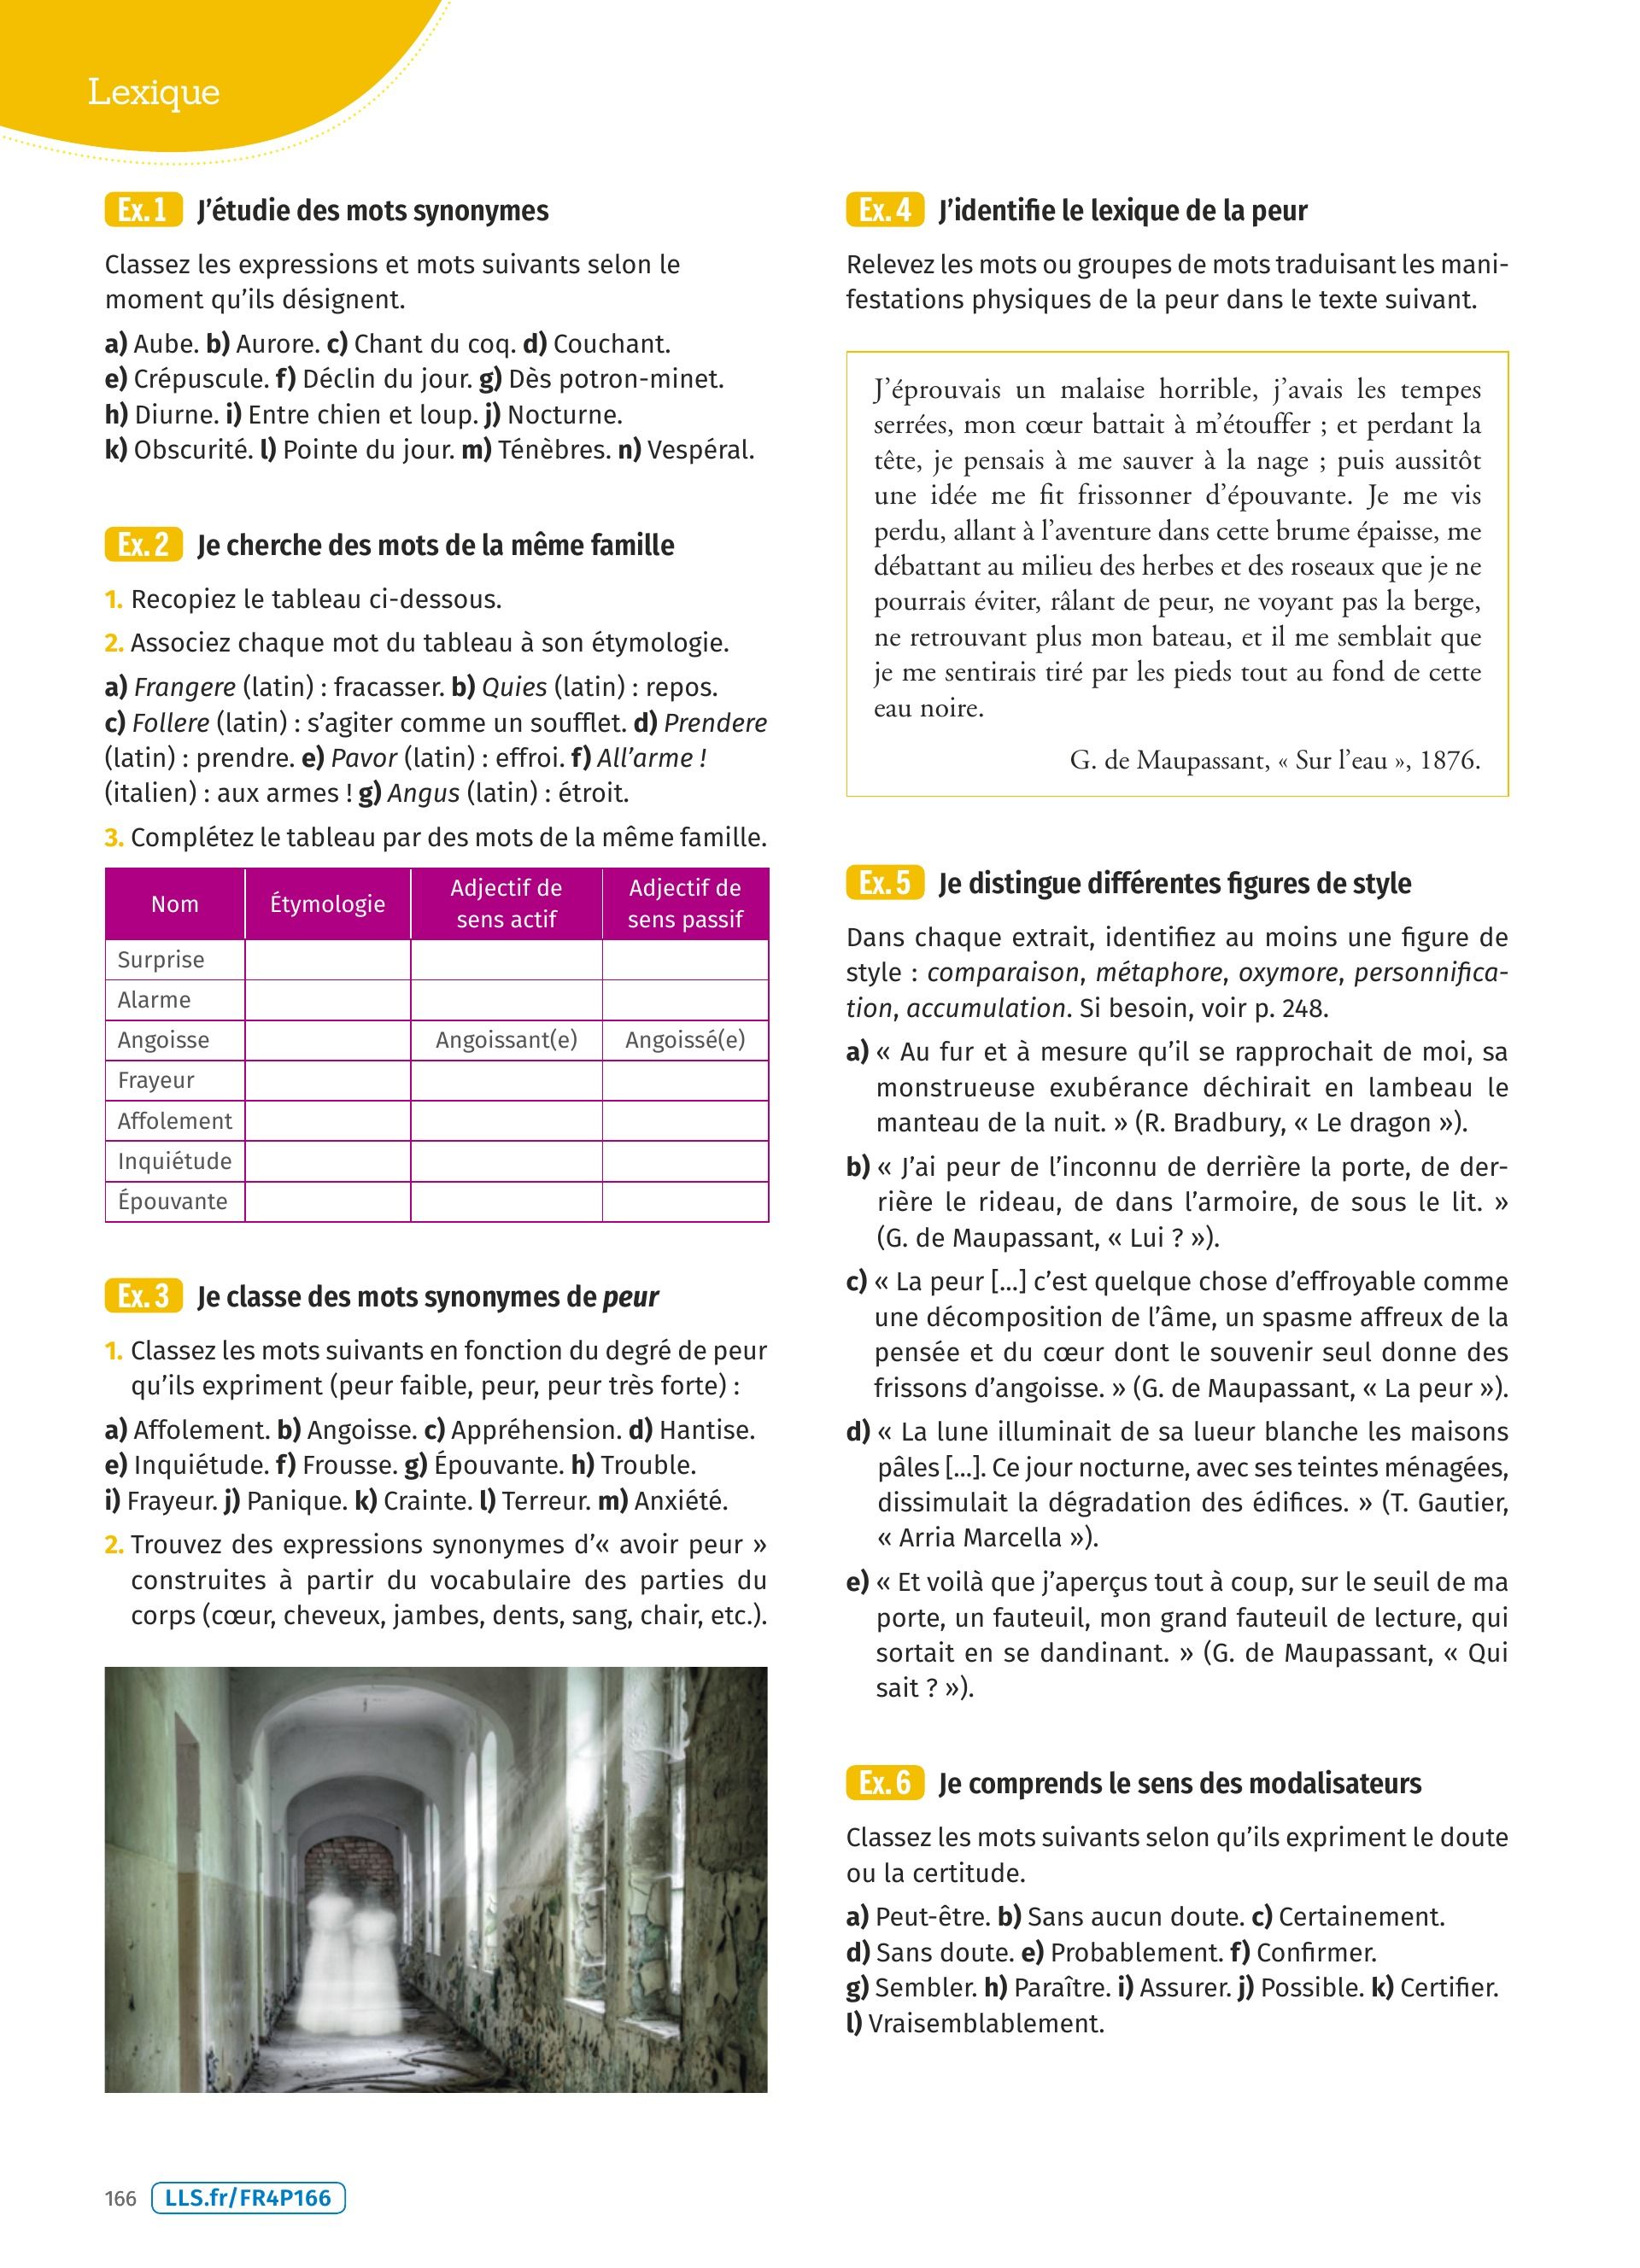 Lexique
Ex. 1 J’étudie des mots synonymes
Classez les expressions et mots suivants selon le
moment qu’ils désignent.
a) Aube. b) Aurore. c) Chant du coq. d) Couchant.
e) Crépuscule. f) Déclin du jour. g) Dès potron-minet.
h) Diurne. i) Entre chien et loup. j) Nocturne.
k) Obscurité. l) Pointe du jour. m) Ténèbres. n) Vespéral.
Ex. 2 Je cherche des mots de la même famille
1. Recopiez le tableau ci-dessous.
2. Associez chaque mot du tableau à son étymologie.
a) Frangere (latin) : fracasser. b) Quies (latin) : repos.
c) Follere (latin) : s’agiter comme un soufflet. d) Prendere
(latin) : prendre. e) Pavor (latin) : effroi. f) All’arme !
(italien) : aux armes ! g) Angus (latin) : étroit.
3. Complétez le tableau par des mots de la même famille.
Nom Étymologie Adjectif de sens actif Adjectif de sens passif
Surprise
Alarme
Angoisse Angoissant(e) Angoissé(e)
Frayeur
Affolement
Inquiétude
Épouvante
Ex. 3 Je classe des mots synonymes de peur
1. Classez les mots suivants en fonction du degré de peur
qu’ils expriment (peur faible, peur, peur très forte) :
a) Affolement. b) Angoisse. c) Appréhension. d) Hantise.
e) Inquiétude. f) Frousse. g) Épouvante. h) Trouble.
i) Frayeur. j) Panique. k) Crainte. l) Terreur. m) Anxiété.
2. Trouvez des expressions synonymes d’« avoir peur »
construites à partir du vocabulaire des parties du
corps (cœur, cheveux, jambes, dents, sang, chair, etc.).
Ex. 4 J’identifie le lexique de la peur
Relevez les mots ou groupes de mots traduisant les mani-
festations physiques de la peur dans le texte suivant.
J’éprouvais un malaise horrible, j’avais les tempes
serrées, mon cœur battait à m’étouffer ; et perdant la
tête, je pensais à me sauver à la nage ; puis aussitôt
une idée me fit frissonner d’épouvante. Je me vis
perdu, allant à l’aventure dans cette brume épaisse, me
débattant au milieu des herbes et des roseaux que je ne
pourrais éviter, râlant de peur, ne voyant pas la berge,
ne retrouvant plus mon bateau, et il me semblait que
je me sentirais tiré par les pieds tout au fond de cette
eau noire.
G. de Maupassant, « Sur l’eau », 1876.
Ex. 5 Je distingue différentes figures de style
Dans chaque extrait, identifiez au moins une figure de
style : comparaison, métaphore, oxymore, personnifica-
tion, accumulation. Si besoin, voir p. 248.
a) « Au fur et à mesure qu’il se rapprochait de moi, sa
monstrueuse exubérance déchirait en lambeau le
manteau de la nuit. » (R. Bradbury, « Le dragon »).
b) « J’ai peur de l’inconnu de derrière la porte, de der-
rière le rideau, de dans l’armoire, de sous le lit. »
(G. de Maupassant, « Lui ? »).
c) « La peur [...] c’est quelque chose d’effroyable comme
une décomposition de l’âme, un spasme affreux de la
pensée et du cœur dont le souvenir seul donne des
frissons d’angoisse. » (G. de Maupassant, « La peur »).
d) « La lune illuminait de sa lueur blanche les maisons
pâles [...]. Ce jour nocturne, avec ses teintes ménagées,
dissimulait la dégradation des édifices. » (T. Gautier,
« Arria Marcella »).
e) « Et voilà que j’aperçus tout à coup, sur le seuil de ma
porte, un fauteuil, mon grand fauteuil de lecture, qui
sortait en se dandinant. » (G. de Maupassant, « Qui
sait ? »).
Ex. 6 Je comprends le sens des modalisateurs
Classez les mots suivants selon qu’ils expriment le doute
ou la certitude.
a) Peut-être. b) Sans aucun doute. c) Certainement.
d) Sans doute. e) Probablement. f) Confirmer.
g) Sembler. h) Paraître. i) Assurer. j) Possible. k) Certifier.
l) Vraisemblablement.
166 LLS.fr/FR4P166